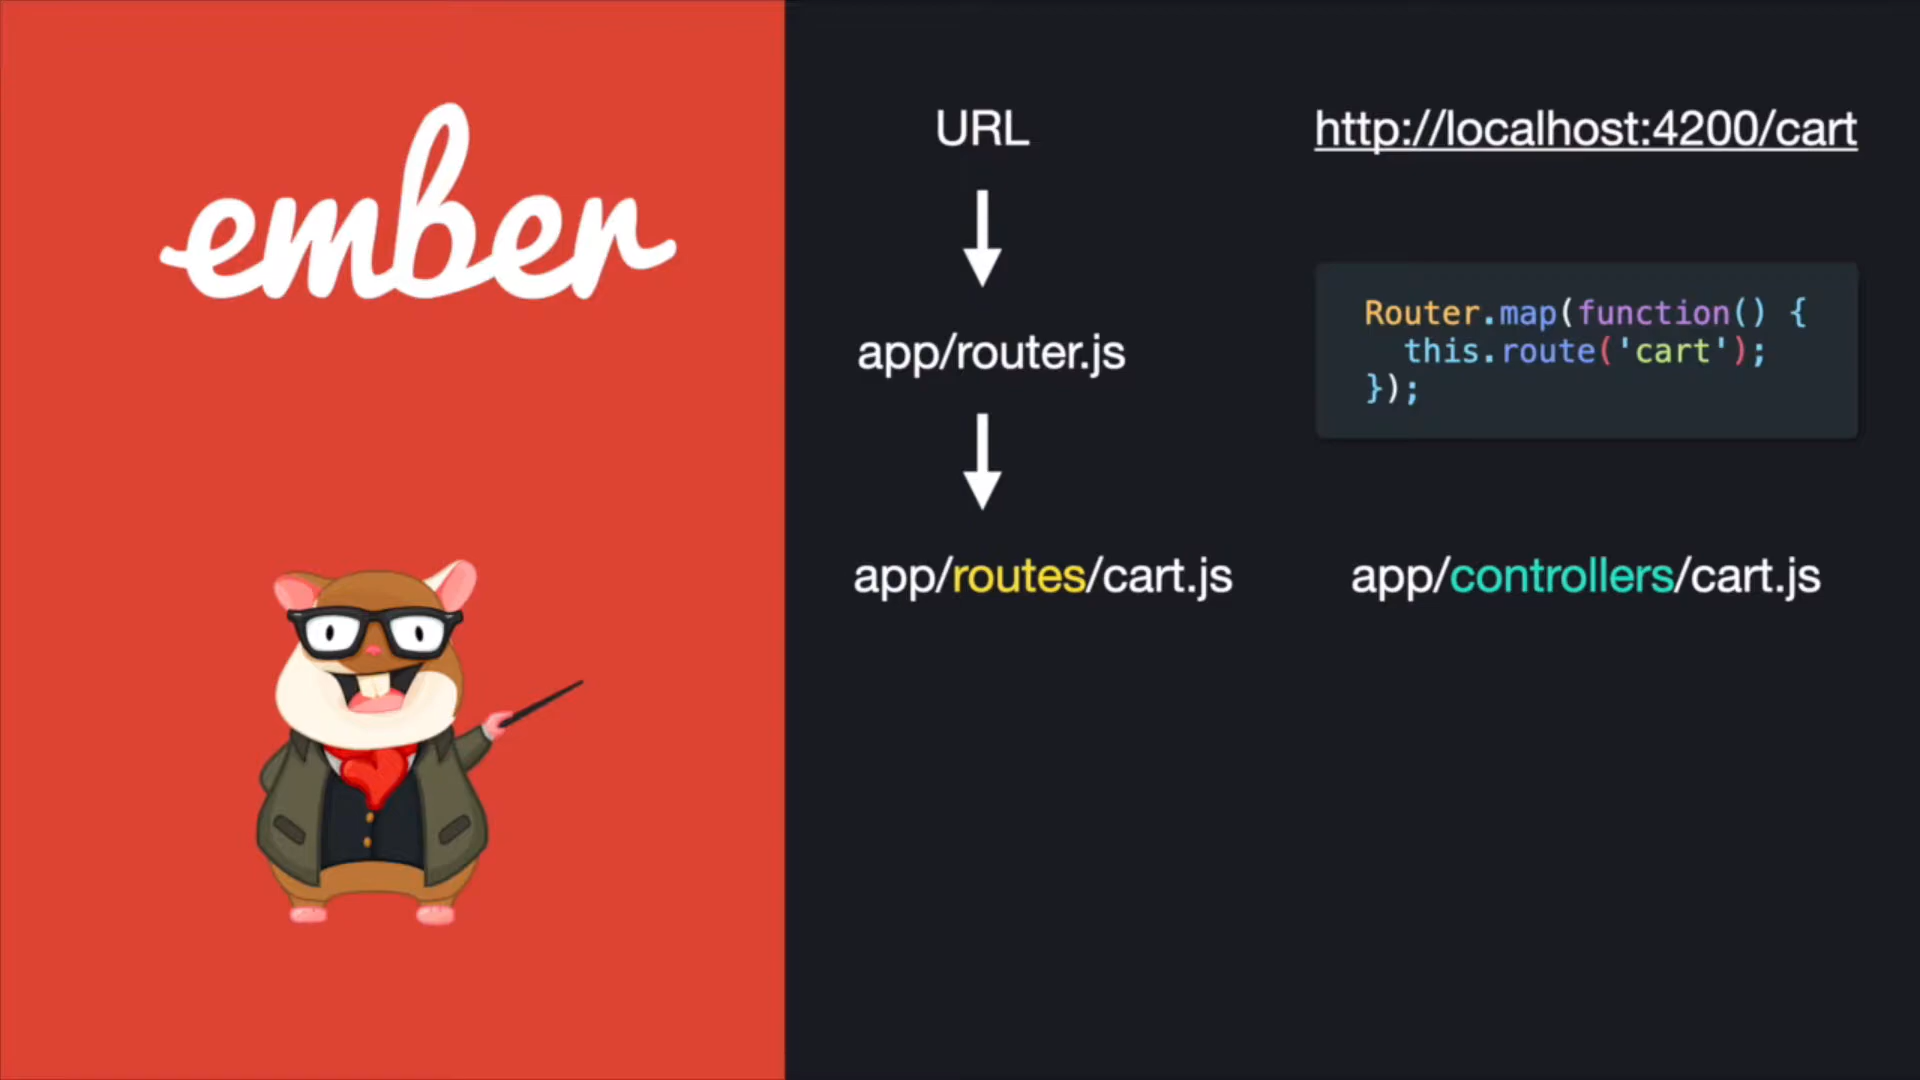 ember
URL
http://localhost:4200/cart
app/router.js
Router.map(function() {
  this.route('cart');
});
app/routes/cart.js
app/controllers/cart.js